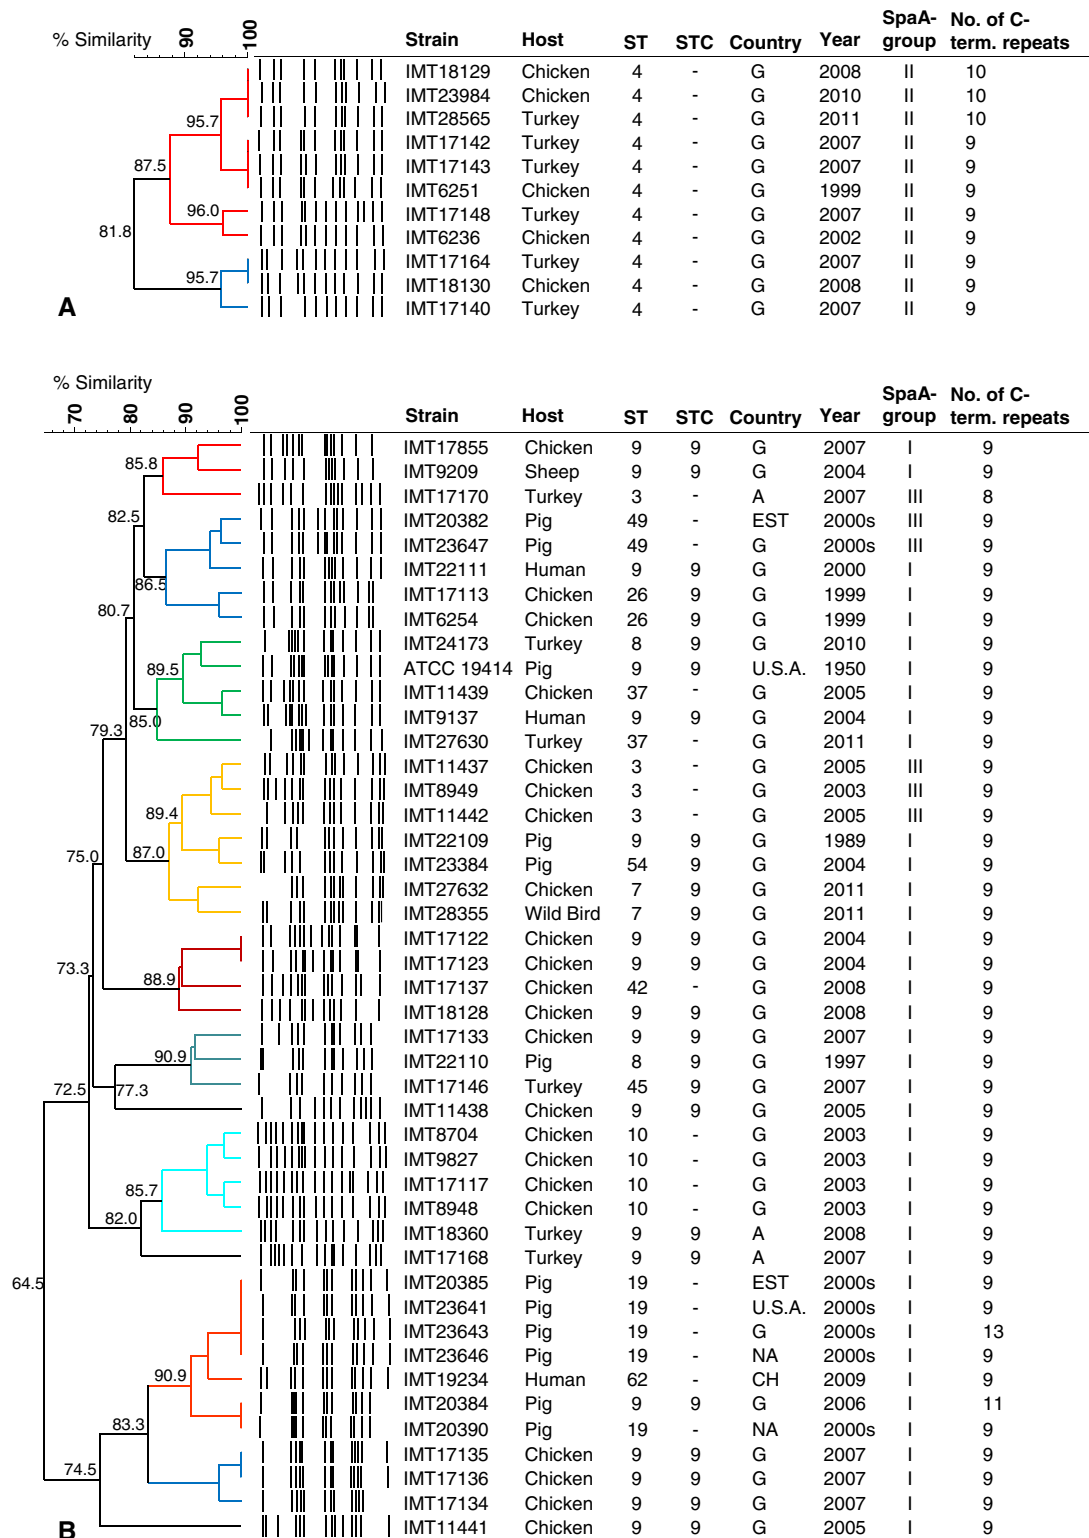 % Similarity 90 100 Strain Host ST STC Country Year SpaA-group No. of C-term. repeats
IMT18129 Chicken 4 - G 2008 II 10
IMT23984 Chicken 4 - G 2010 II 10
IMT28565 Turkey 4 - G 2011 II 10
95.7
IMT17142 Turkey 4 - G 2007 II 9
IMT17143 Turkey 4 - G 2007 II 9
87.5
IMT6251 Chicken 4 - G 1999 II 9
IMT17148 Turkey 4 - G 2007 II 9
96.0
IMT6236 Chicken 4 - G 2002 II 9
81.8
IMT17164 Turkey 4 - G 2007 II 9
IMT18130 Chicken 4 - G 2008 II 9
95.7
IMT17140 Turkey 4 - G 2007 II 9
A
% Similarity 70 80 90 100 Strain Host ST STC Country Year SpaA-group No. of C-term. repeats
IMT17855 Chicken 9 9 G 2007 I 9
85.8
IMT9209 Sheep 9 9 G 2004 I 9
IMT17170 Turkey 3 - A 2007 III 8
82.5
IMT20382 Pig 49 - EST 2000s III 9
IMT23647 Pig 49 - G 2000s III 9
IMT22111 Human 9 9 G 2000 I 9
86.5
IMT17113 Chicken 26 9 G 1999 I 9
80.7
IMT6254 Chicken 26 9 G 1999 I 9
IMT24173 Turkey 8 9 G 2010 I 9
89.5
ATCC 19414 Pig 9 9 U.S.A. 1950 I 9
IMT11439 Chicken 37 - G 2005 I 9
85.0
IMT9137 Human 9 9 G 2004 I 9
79.3
IMT27630 Turkey 37 - G 2011 I 9
IMT11437 Chicken 3 - G 2005 III 9
IMT8949 Chicken 3 - G 2003 III 9
89.4
IMT11442 Chicken 3 - G 2005 III 9
IMT22109 Pig 9 9 G 1989 I 9
87.0
75.0
IMT23384 Pig 54 9 G 2004 I 9
IMT27632 Chicken 7 9 G 2011 I 9
IMT28355 Wild Bird 7 9 G 2011 I 9
IMT17122 Chicken 9 9 G 2004 I 9
IMT17123 Chicken 9 9 G 2004 I 9
73.3
88.9
IMT17137 Chicken 42 - G 2008 I 9
IMT18128 Chicken 9 9 G 2008 I 9
IMT17133 Chicken 9 9 G 2007 I 9
90.9
IMT22110 Pig 8 9 G 1997 I 9
72.5
77.3
IMT17146 Turkey 45 9 G 2007 I 9
IMT11438 Chicken 9 9 G 2005 I 9
IMT8704 Chicken 10 - G 2003 I 9
IMT9827 Chicken 10 - G 2003 I 9
85.7
IMT17117 Chicken 10 - G 2003 I 9
IMT8948 Chicken 10 - G 2003 I 9
82.0
IMT18360 Turkey 9 9 A 2008 I 9
IMT17168 Turkey 9 9 A 2007 I 9
64.5
IMT20385 Pig 19 - EST 2000s I 9
IMT23641 Pig 19 - U.S.A. 2000s I 9
IMT23643 Pig 19 - G 2000s I 13
IMT23646 Pig 19 - NA 2000s I 9
90.9
IMT19234 Human 62 - CH 2009 I 9
IMT20384 Pig 9 9 G 2006 I 11
83.3
IMT20390 Pig 19 - NA 2000s I 9
IMT17135 Chicken 9 9 G 2007 I 9
74.5
IMT17136 Chicken 9 9 G 2007 I 9
IMT17134 Chicken 9 9 G 2007 I 9
B
IMT11441 Chicken 9 9 G 2005 I 9